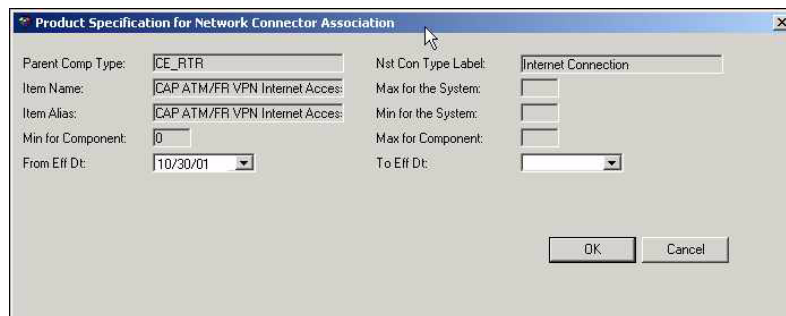 Product Specification for Network Connector Association
Parent Comp Type: CE_RTR Nst Con Type Label: Internet Connection
Item Name: CAP ATM/FR VPN Internet Acces Max for the System:
Item Alias: CAP ATM/FR VPN Internet Acces Min for the System:
Min for Component: 0 Max for Component:
From Eff Dt: 10/30/01 To Eff Dt:
OK Cancel